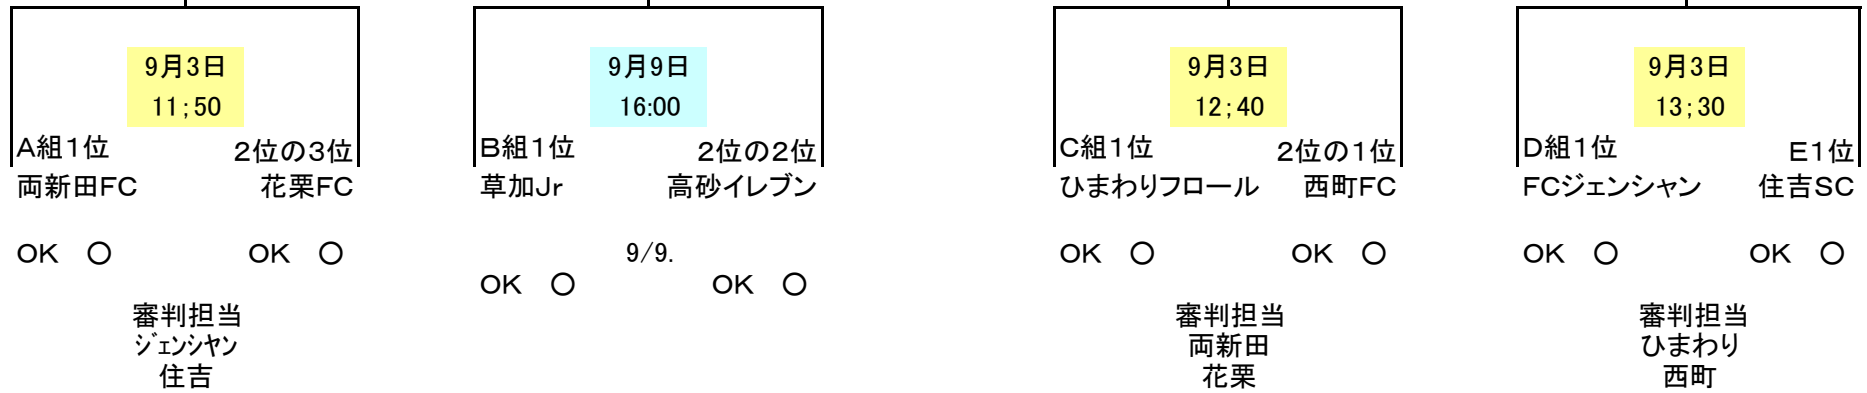 9月3日
11;50
A組1位 2位の3位
両新田FC 花栗FC
OK ○ OK ○
審判担当
ｼﾞｪﾝｼﾔﾝ
住吉
9月9日
16:00
B組1位 2位の2位
草加Jr 高砂イレブン
9/9.
OK ○ OK ○
9月3日
12;40
C組1位 2位の1位
ひまわりフロール 西町FC
OK ○ OK ○
審判担当
両新田
花栗
9月3日
13;30
D組1位 E1位
FCジェンシャン 住吉SC
OK ○ OK ○
審判担当
ひまわり
西町